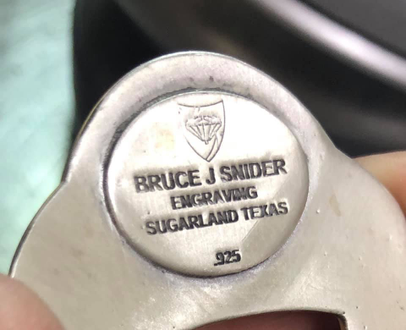 BRUCE J SNIDER
ENGRAVING
SUGARLAND TEXAS
.925